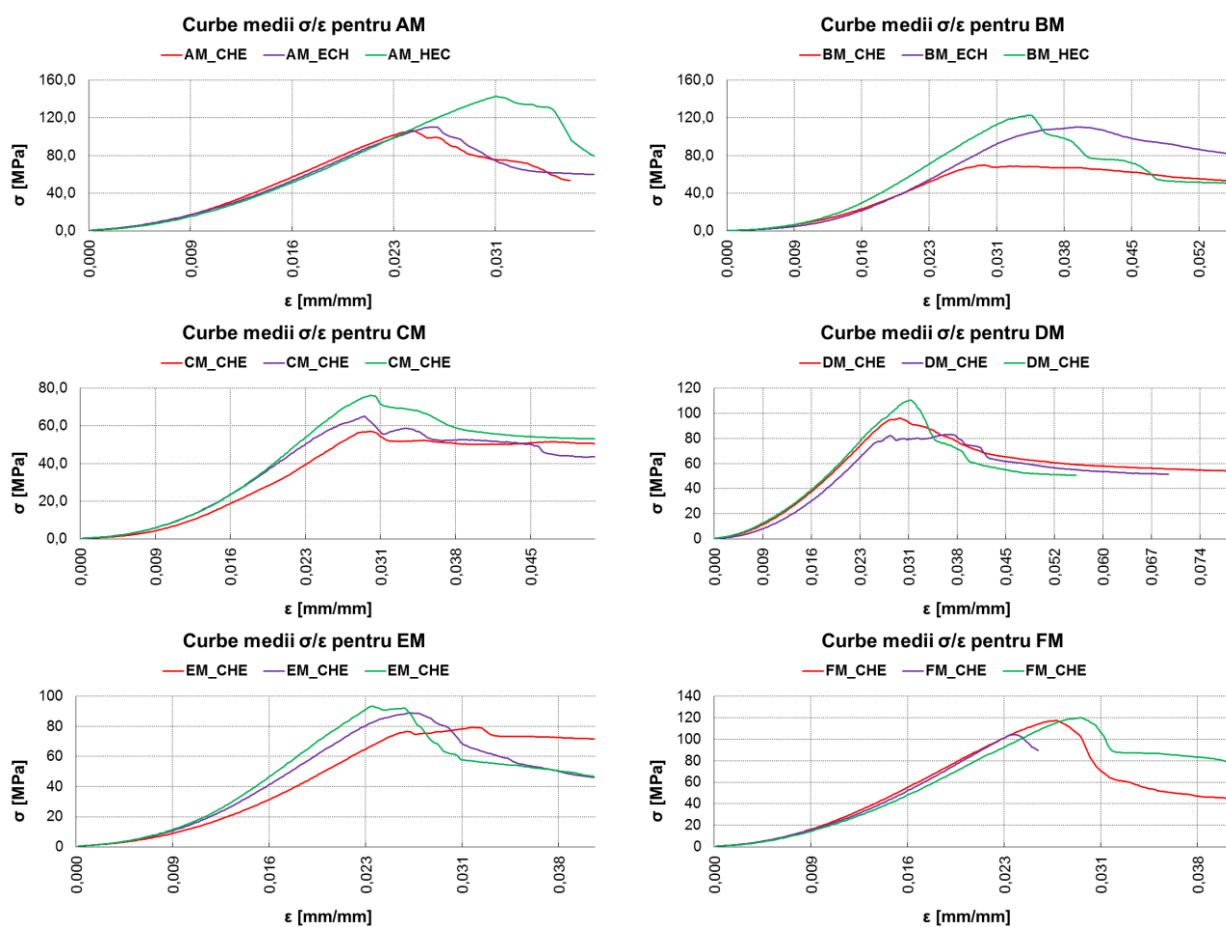 Curbe medii σ/ε pentru AM
AM_CHE AM_ECH AM_HEC
160,0
120,0
80,0
40,0
0,0
σ [MPa]
0,000 0,009 0,016 0,023 0,031
ε [mm/mm]
Curbe medii σ/ε pentru BM
BM_CHE BM_ECH BM_HEC
160,0
120,0
80,0
40,0
0,0
σ [MPa]
0,000 0,009 0,016 0,023 0,031 0,038 0,045 0,052
ε [mm/mm]
Curbe medii σ/ε pentru CM
CM_CHE CM_CHE CM_CHE
80,0
60,0
40,0
20,0
0,0
σ [MPa]
0,000 0,009 0,016 0,023 0,031 0,038 0,045
ε [mm/mm]
Curbe medii σ/ε pentru DM
DM_CHE DM_CHE DM_CHE
120
100
80
60
40
20
0
σ [MPa]
0,000 0,009 0,016 0,023 0,031 0,038 0,045 0,052 0,060 0,067 0,074
ε [mm/mm]
Curbe medii σ/ε pentru EM
EM_CHE EM_CHE EM_CHE
100
80
60
40
20
0
σ [MPa]
0,000 0,009 0,016 0,023 0,031 0,038
ε [mm/mm]
Curbe medii σ/ε pentru FM
FM_CHE FM_CHE FM_CHE
140
120
100
80
60
40
20
0
σ [MPa]
0,000 0,009 0,016 0,023 0,031 0,038
ε [mm/mm]